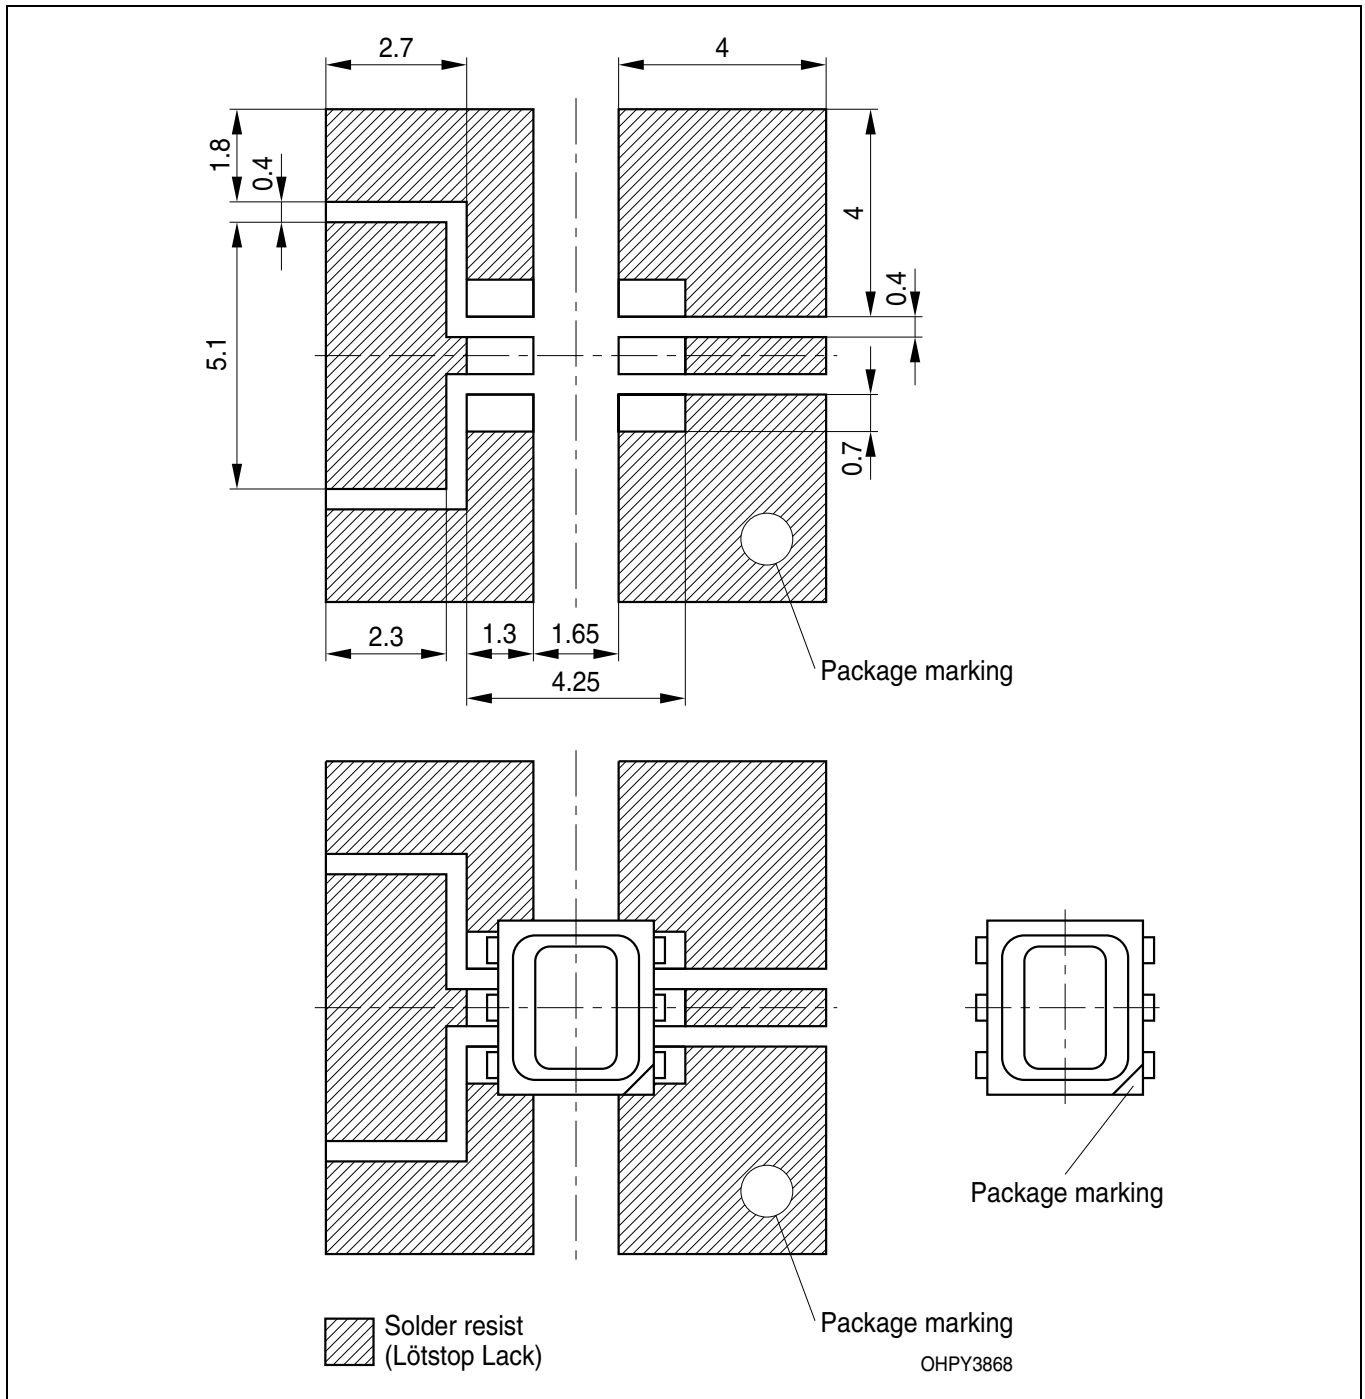 2.7
4
1.8
0.4
4
0.4
5.1
0.7
2.3
1.3
1.65
4.25
Package marking
Package marking
Package marking
Solder resist
(Lötstop Lack)
OHPY3868